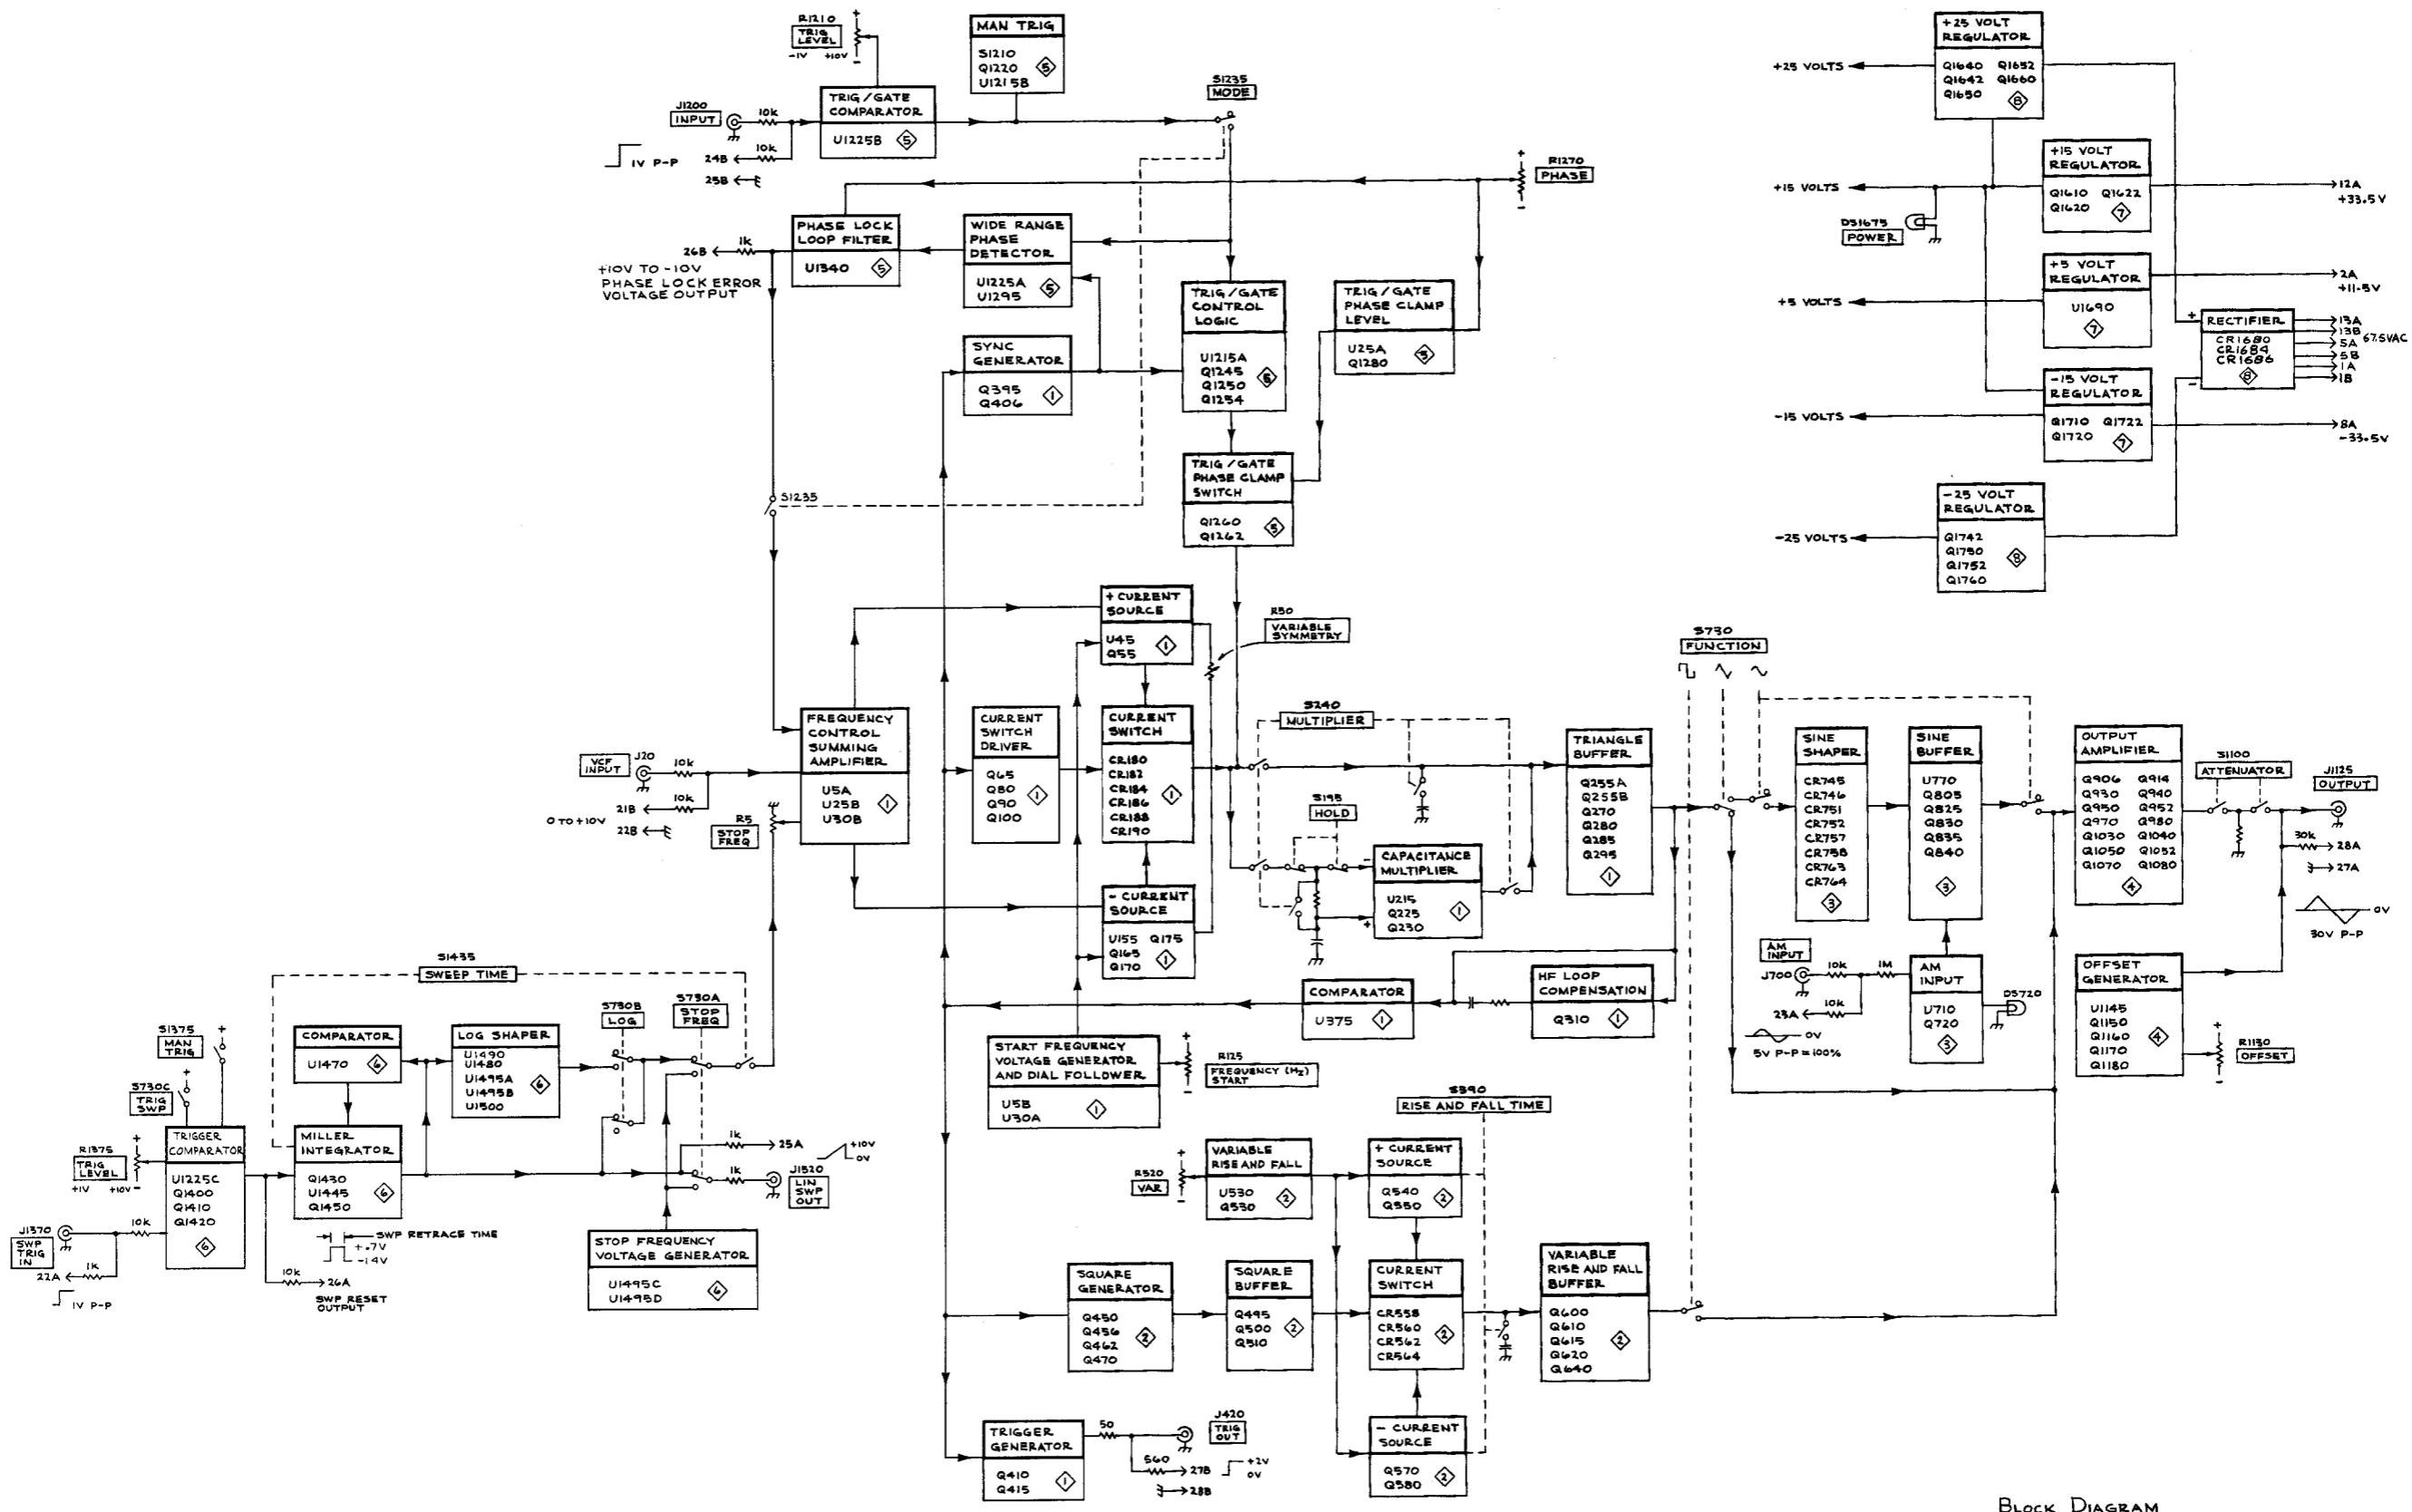 R1210
TRIG
LEVEL
-1V +10V
+
-
MAN TRIG
S1210
Q1220
U1215B
5
TRIG/GATE
COMPARATOR
U1225B
5
J1200
INPUT
10k
10k
24B
25B
1V P-P
S1235
MODE
R1270
PHASE
+
-
PHASE LOCK
LOOP FILTER
U1340
5
1k
26B
+10V TO -10V
PHASE LOCK ERROR
VOLTAGE OUTPUT
WIDE RANGE
PHASE
DETECTOR
U1225A
U1295
5
SYNC
GENERATOR
Q395
Q406
1
TRIG/GATE
CONTROL
LOGIC
U1215A
Q1245
Q1250
Q1254
5
TRIG/GATE
PHASE CLAMP
LEVEL
U25A
Q1280
5
TRIG/GATE
PHASE CLAMP
SWITCH
Q1260
Q1262
5
S1235
+25 VOLT
REGULATOR
Q1640 Q1652
Q1642 Q1660
Q1650
8
+25 VOLTS
+15 VOLT
REGULATOR
Q1610 Q1622
Q1620
7
+15 VOLTS
12A
+33.5V
DS1675
POWER
+5 VOLT
REGULATOR
U1690
7
+5 VOLTS
2A
+11.5V
RECTIFIER
CR1680
CR1684
CR1686
8
+
-
13A
13B
5A
5B
1A
1B
67.5VAC
-15 VOLT
REGULATOR
Q1710 Q1722
Q1720
7
-15 VOLTS
8A
-33.5V
-25 VOLT
REGULATOR
Q1742
Q1750
Q1752
Q1760
8
-25 VOLTS
+ CURRENT
SOURCE
U45
Q55
1
R50
VARIABLE
SYMMETRY
FREQUENCY
CONTROL
SUMMING
AMPLIFIER
U5A
U25B
U30B
1
VCF
INPUT
J20
10k
10k
21B
0 TO +10V
22B
R5
STOP
FREQ
CURRENT
SWITCH
DRIVER
Q65
Q80
Q90
Q100
1
CURRENT
SWITCH
CR180
CR182
CR184
CR186
CR188
CR190
1
- CURRENT
SOURCE
U155 Q175
Q165
Q170
1
S240
MULTIPLIER
S195
HOLD
CAPACITANCE
MULTIPLIER
U215
Q225
Q230
1
-
+
TRIANGLE
BUFFER
Q255A
Q255B
Q270
Q280
Q285
Q295
1
S730
FUNCTION
SINE
SHAPER
CR745
CR746
CR751
CR752
CR757
CR758
CR763
CR764
3
SINE
BUFFER
U770
Q805
Q825
Q830
Q835
Q840
3
OUTPUT
AMPLIFIER
Q906 Q914
Q930 Q940
Q950 Q952
Q970 Q980
Q1030 Q1040
Q1050 Q1052
Q1070 Q1080
4
S1100
ATTENUATOR
J1125
OUTPUT
30k
28A
27A
0V
30V P-P
AM
INPUT
J700
10k
1M
10k
23A
0V
5V P-P = 100%
AM
INPUT
U710
Q720
3
DS720
OFFSET
GENERATOR
U1145
Q1150
Q1160
Q1170
Q1180
4
R1130
OFFSET
+
-
COMPARATOR
U375
1
HF LOOP
COMPENSATION
Q310
1
START FREQUENCY
VOLTAGE GENERATOR
AND DIAL FOLLOWER
U5B
U30A
1
R125
FREQUENCY (Hz)
START
+
-
S1435
SWEEP TIME
S1375
MAN
TRIG
+
S730C
TRIG
SWP
+
COMPARATOR
U1470
6
LOG SHAPER
U1490
U1480
U1495A
U1495B
U1500
6
S730B
LOG
S730A
STOP
FREQ
R1375
TRIG
LEVEL
+1V +10V
+
-
TRIGGER
COMPARATOR
U1225C
Q1400
Q1410
Q1420
6
MILLER
INTEGRATOR
Q1430
U1445
Q1450
6
J1370
SWP
TRIG
IN
10k
1k
22A
1V P-P
SWP RETRACE TIME
+.7V
-14V
10k
26A
SWP RESET
OUTPUT
1k
25A
+10V
0V
1k
J1520
LIN
SWP
OUT
STOP FREQUENCY
VOLTAGE GENERATOR
U1495C
U1495D
6
S390
RISE AND FALL TIME
R520
VAR
+
-
VARIABLE
RISE AND FALL
U530
Q530
2
+ CURRENT
SOURCE
Q540
Q550
2
SQUARE
GENERATOR
Q450
Q456
Q462
Q470
2
SQUARE
BUFFER
Q495
Q500
Q510
2
CURRENT
SWITCH
CR558
CR560
CR562
CR564
2
VARIABLE
RISE AND FALL
BUFFER
Q600
Q610
Q615
Q620
Q640
2
- CURRENT
SOURCE
Q570
Q580
2
TRIGGER
GENERATOR
Q410
Q415
1
50
J420
TRIG
OUT
560
27B
28B
+2V
0V
BLOCK DIAGRAM